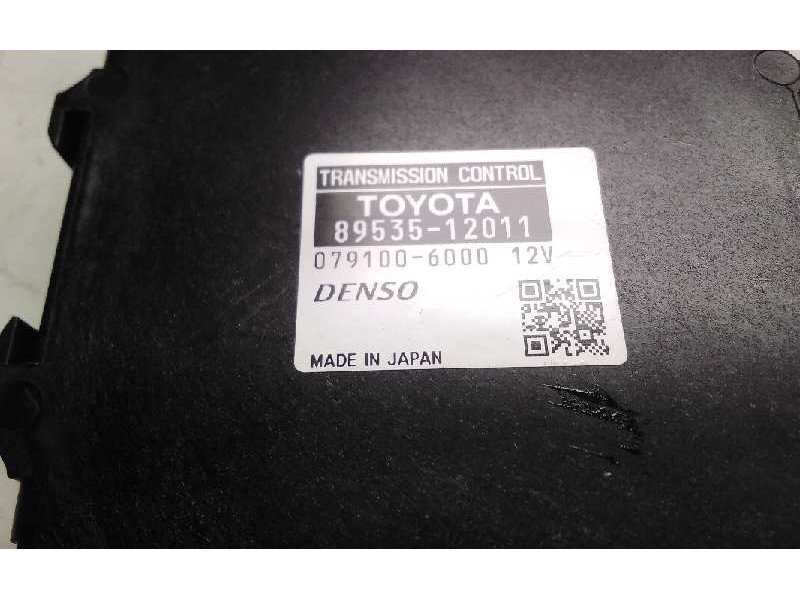 TRANSMISSION CONTROL
TOYOTA
89535-12011
079100-6000 12V
DENSO
MADE IN JAPAN